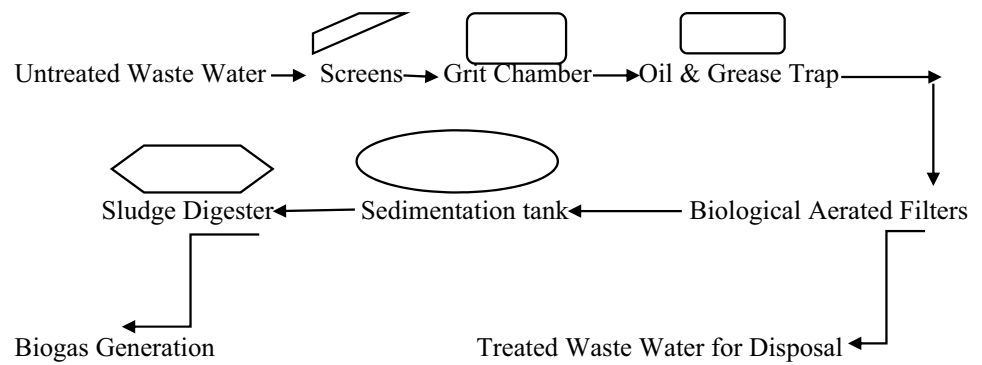 Untreated Waste Water Screens Grit Chamber Oil & Grease Trap
Sludge Digester Sedimentation tank Biological Aerated Filters
Biogas Generation Treated Waste Water for Disposal